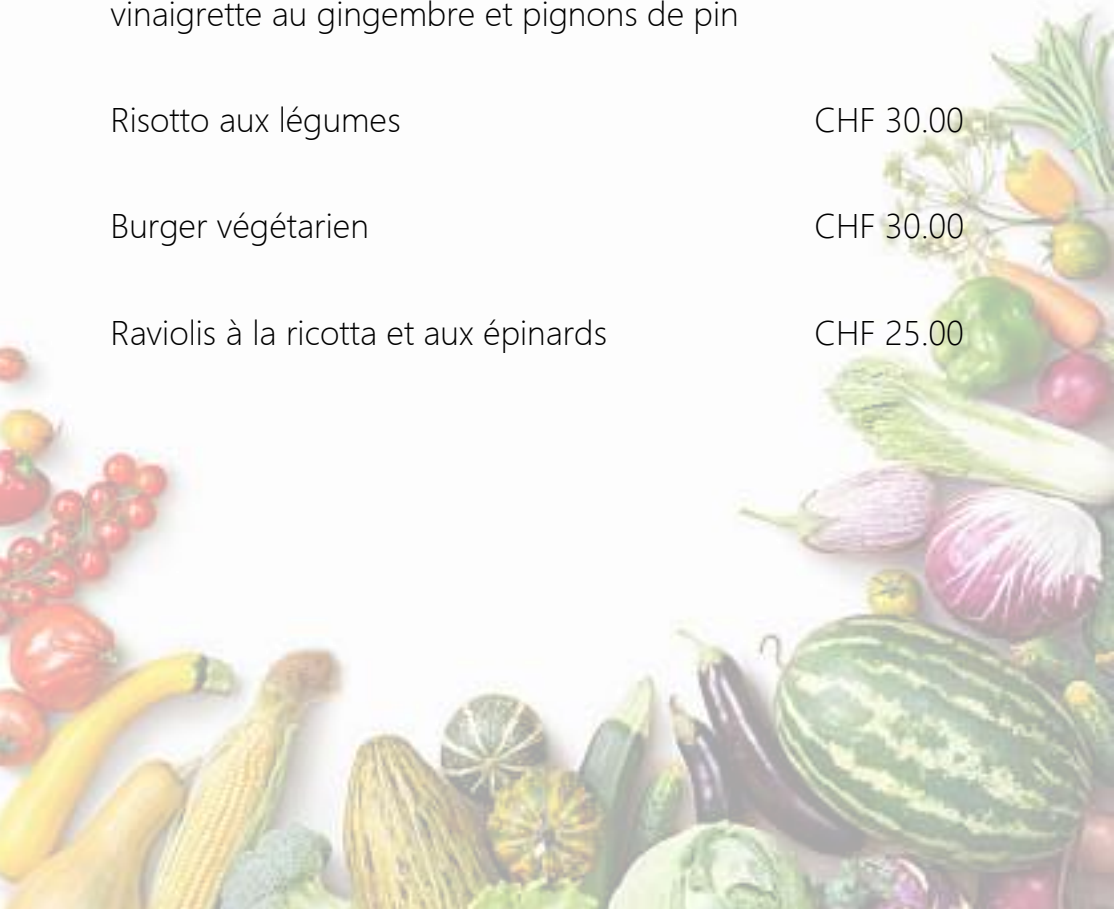 vinaigrette au gingembre et pignons de pin
Risotto aux légumes CHF 30.00
Burger végétarien CHF 30.00
Raviolis à la ricotta et aux épinards CHF 25.00